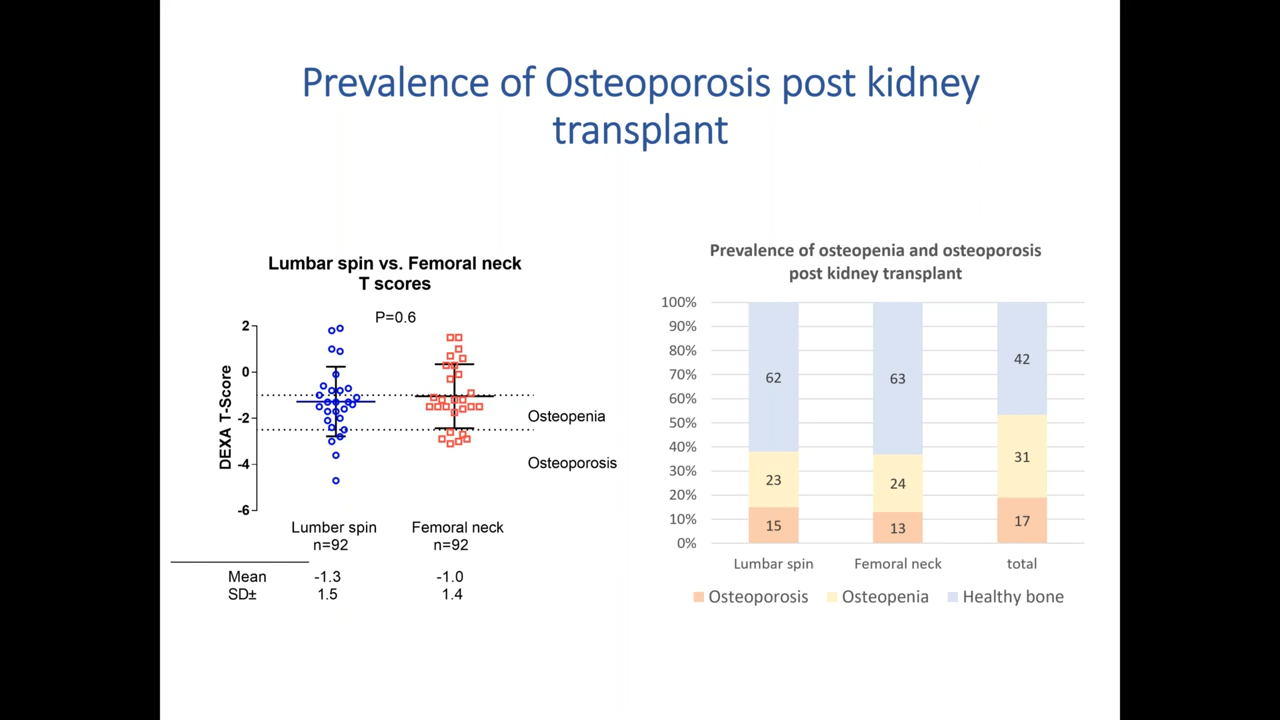 Prevalence of Osteoporosis post kidney
transplant
Lumbar spin vs. Femoral neck
T scores
P=0.6
DEXA T-Score
2
0
-2
-4
-6
Osteopenia
Osteoporosis
Lumber spin
n=92
Femoral neck
n=92
Mean -1.3 -1.0
SD± 1.5 1.4
Prevalence of osteopenia and osteoporosis
post kidney transplant
100%
90%
80%
70%
60%
50%
40%
30%
20%
10%
0%
62
23
15
63
24
13
42
31
17
Lumbar spin Femoral neck total
Osteoporosis Osteopenia Healthy bone